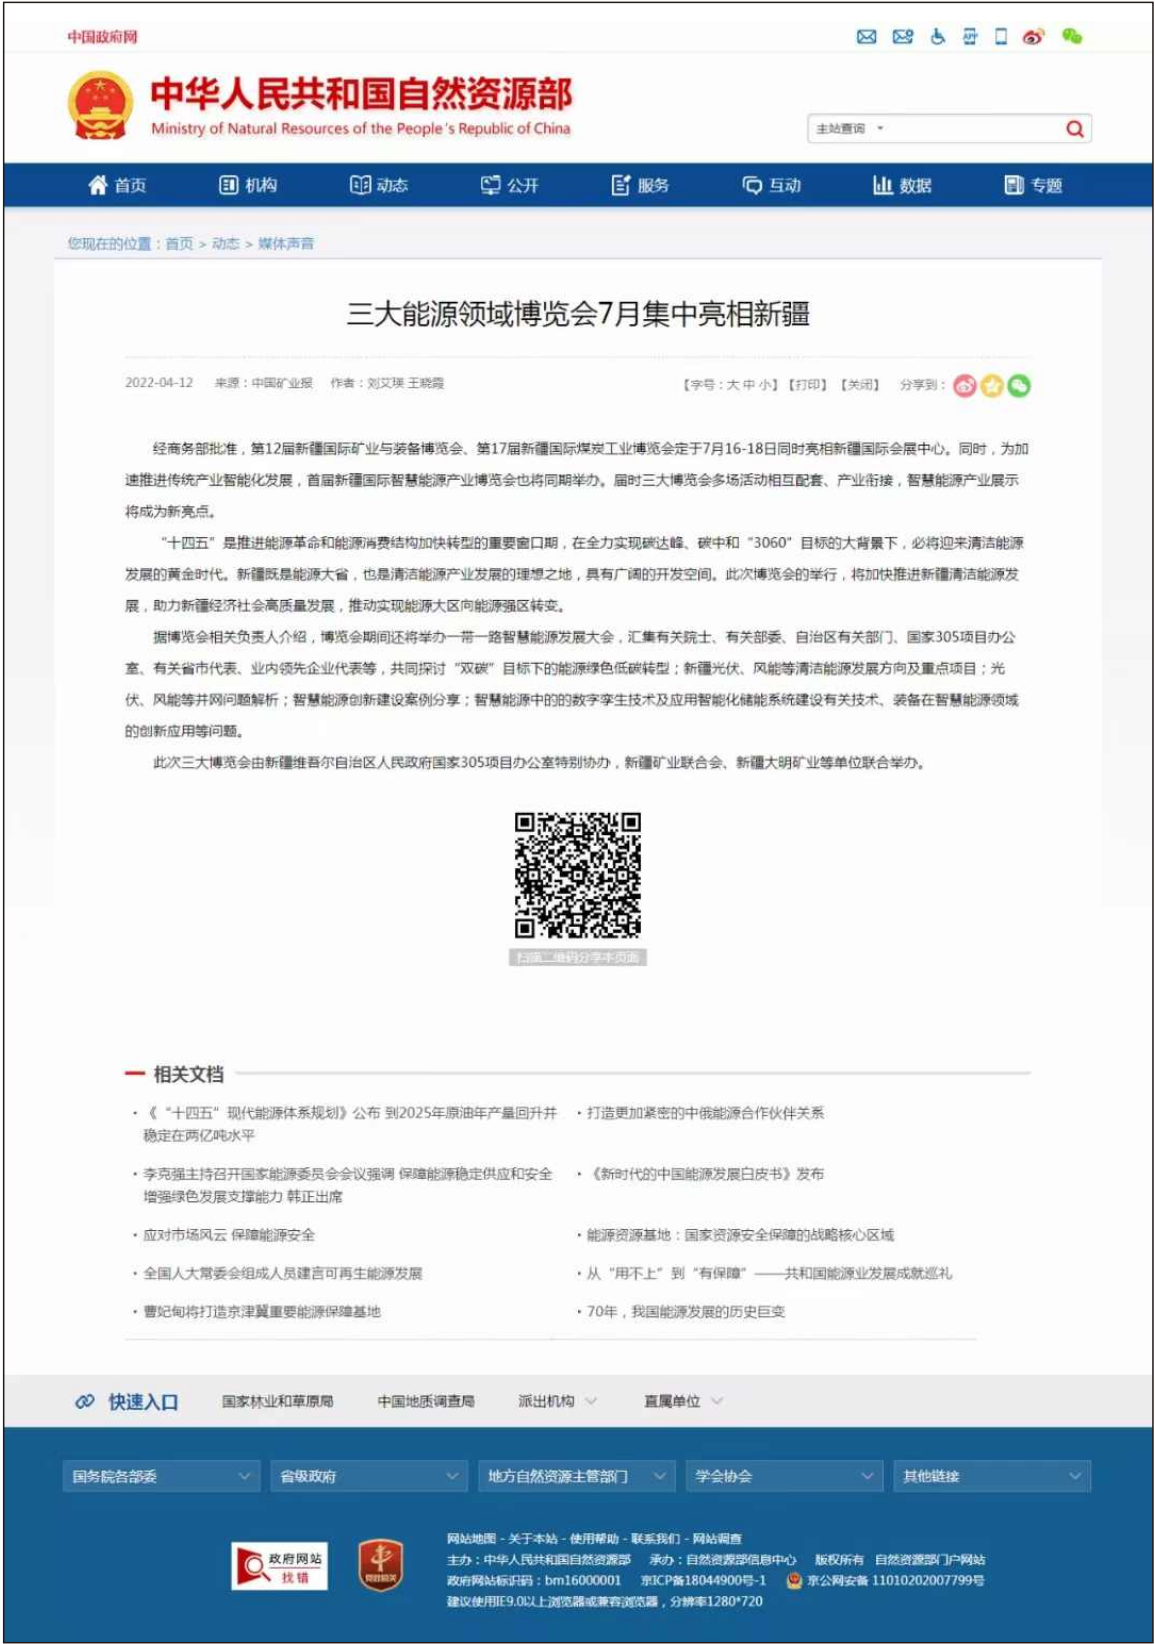 中国政府网
中华人民共和国自然资源部
Ministry of Natural Resources of the People's Republic of China
主站查询
首页 机构 动态 公开 服务 互动 数据 专题
您现在的位置：首页 > 动态 > 媒体声音
三大能源领域博览会7月集中亮相新疆
2022-04-12 来源：中国矿业报 作者：刘艾瑛 王晓霞 【字号：大 中 小】【打印】【关闭】 分享到：
经商务部批准，第12届新疆国际矿业与装备博览会、第17届新疆国际煤炭工业博览会定于7月16-18日同时亮相新疆国际会展中心。同时，为加
速推进传统产业智能化发展，首届新疆国际智慧能源产业博览会也将同期举办。届时三大博览会多场活动相互配套、产业衔接，智慧能源产业展示
将成为新亮点。
“十四五”是推进能源革命和能源消费结构加快转型的重要窗口期，在全力实现碳达峰、碳中和“3060”目标的大背景下，必将迎来清洁能源
发展的黄金时代。新疆既是能源大省，也是清洁能源产业发展的理想之地，具有广阔的开发空间。此次博览会的举行，将加快推进新疆清洁能源发
展，助力新疆经济社会高质量发展，推动实现能源大区向能源强区转变。
据博览会相关负责人介绍，博览会期间还将举办一带一路智慧能源发展大会，汇集有关院士、有关部委、自治区有关部门、国家305项目办公
室、有关省市代表、业内领先企业代表等，共同探讨“双碳”目标下的能源绿色低碳转型；新疆光伏、风能等清洁能源发展方向及重点项目；光
伏、风能等并网问题解析；智慧能源创新建设案例分享；智慧能源中的的数字孪生技术及应用智能化储能系统建设有关技术、装备在智慧能源领域
的创新应用等问题。
此次三大博览会由新疆维吾尔自治区人民政府国家305项目办公室特别协办，新疆矿业联合会、新疆大明矿业等单位联合举办。
扫描二维码分享本页面
相关文档
·《“十四五”现代能源体系规划》公布 到2025年原油年产量回升并
稳定在两亿吨水平
·打造更加紧密的中俄能源合作伙伴关系
·李克强主持召开国家能源委员会会议强调 保障能源稳定供应和安全
增强绿色发展支撑能力 韩正出席
·《新时代的中国能源发展白皮书》发布
·应对市场风云 保障能源安全
·能源资源基地：国家资源安全保障的战略核心区域
·全国人大常委会组成人员建言可再生能源发展
·从“用不上”到“有保障”——共和国能源业发展成就巡礼
·曹妃甸将打造京津冀重要能源保障基地
·70年，我国能源发展的历史巨变
快速入口 国家林业和草原局 中国地质调查局 派出机构 直属单位
国务院各部委 省级政府 地方自然资源主管部门 学会协会 其他链接
政府网站
找错
党政机关
网站地图 - 关于本站 - 使用帮助 - 联系我们 - 网站调查
主办：中华人民共和国自然资源部 承办：自然资源部信息中心 版权所有 自然资源部门户网站
政府网站标识码：bm16000001 京ICP备18044900号-1 京公网安备 11010202007799号
建议使用IE9.0以上浏览器或兼容浏览器，分辨率1280*720